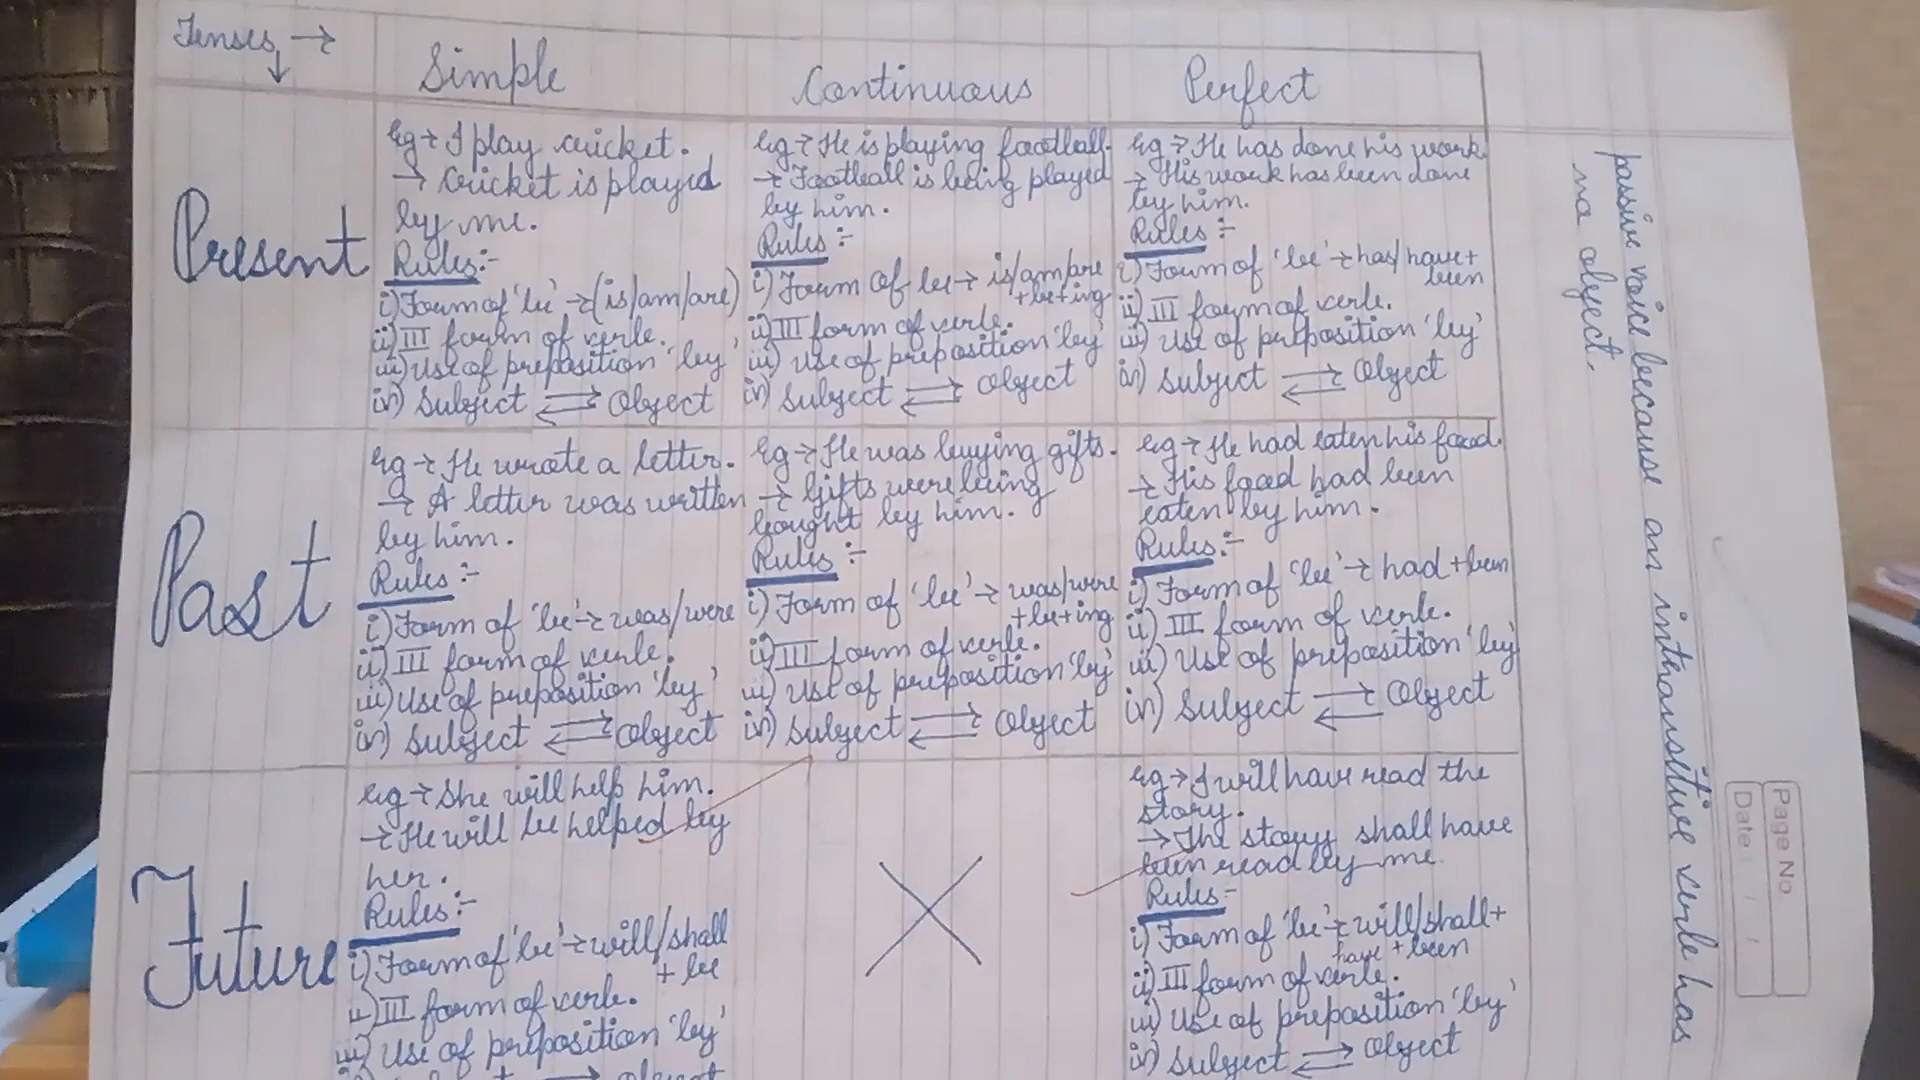 Tenses →
↓
Simple
Continuous
Perfect
Present
Eg → I play cricket.
→ Cricket is played
by me.
Rules:-
i) Form of 'be' → (is/am/are)
ii) III form of verb.
iii) Use of preposition 'by'
iv) Subject ⇄ Object
Eg → He is playing football.
→ Football is being played
by him.
Rules:-
i) Form of be → is/am/are
+be+ing
ii) III form of verb.
iii) Use of preposition 'by'
iv) Subject ⇄ Object
Eg → He has done his work.
→ His work has been done
by him.
Rules:-
i) Form of 'be' → has/have+
been
ii) III form of verb.
iii) Use of preposition 'by'
iv) Subject ⇄ Object
Past
Eg → He wrote a letter.
→ A letter was written
by him.
Rules:-
i) Form of 'be' → was/were
ii) III form of verb.
iii) Use of preposition 'by'
iv) Subject ⇄ Object
Eg → He was buying gifts.
→ Gifts were being
bought by him.
Rules:-
i) Form of 'be' → was/were
+be+ing
ii) III form of verb.
iii) Use of preposition 'by'
iv) Subject ⇄ Object
Eg → He had eaten his food.
→ His food had been
eaten by him.
Rules:-
i) Form of 'be' → had + been
ii) III form of verb.
iii) Use of preposition 'by'
iv) Subject ⇄ Object
Future
Eg → She will help him.
→ He will be helped by
her.
Rules:-
i) Form of 'be' → will/shall
+ be
ii) III form of verb.
iii) Use of preposition 'by'
Eg → I will have read the
story.
→ The storyy shall have
been read by me.
Rules-
i) Form of 'be' → will/shall+
have + been
ii) III form of verb.
iii) Use of preposition 'by'
iv) Subject ⇄ Object
passive voice because an intransitive verb has
no object.
Page No.
Date: / /